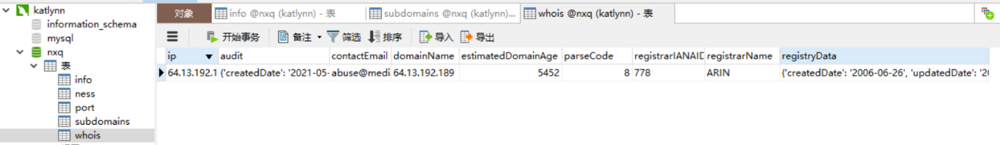 katlynn
information_schema
mysql
nxq
表
info
ness
port
subdomains
whois
对象
info @nxq (katlynn) - 表
subdomains @nxq (katlynn)...
whois @nxq (katlynn) - 表
开始事务 备注 筛选 排序 导入 导出
ip audit contactEmail domainName estimatedDomainAge parseCode registrarIANAID registrarName registryData
64.13.192.1 {'createdDate': '2021-05- abuse@medi 64.13.192.189 5452 8 778 ARIN {'createdDate': '2006-06-26', 'updatedDate': '20